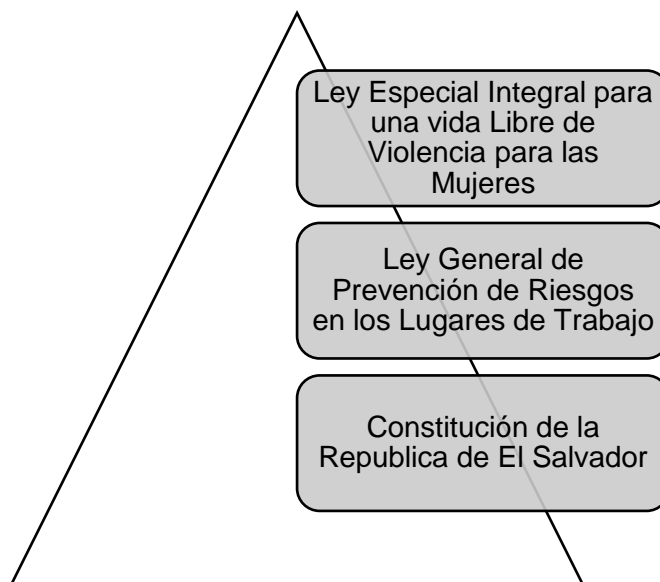 Ley Especial Integral para
una vida Libre de
Violencia para las
Mujeres
Ley General de
Prevención de Riesgos
en los Lugares de Trabajo
Constitución de la
Republica de El Salvador